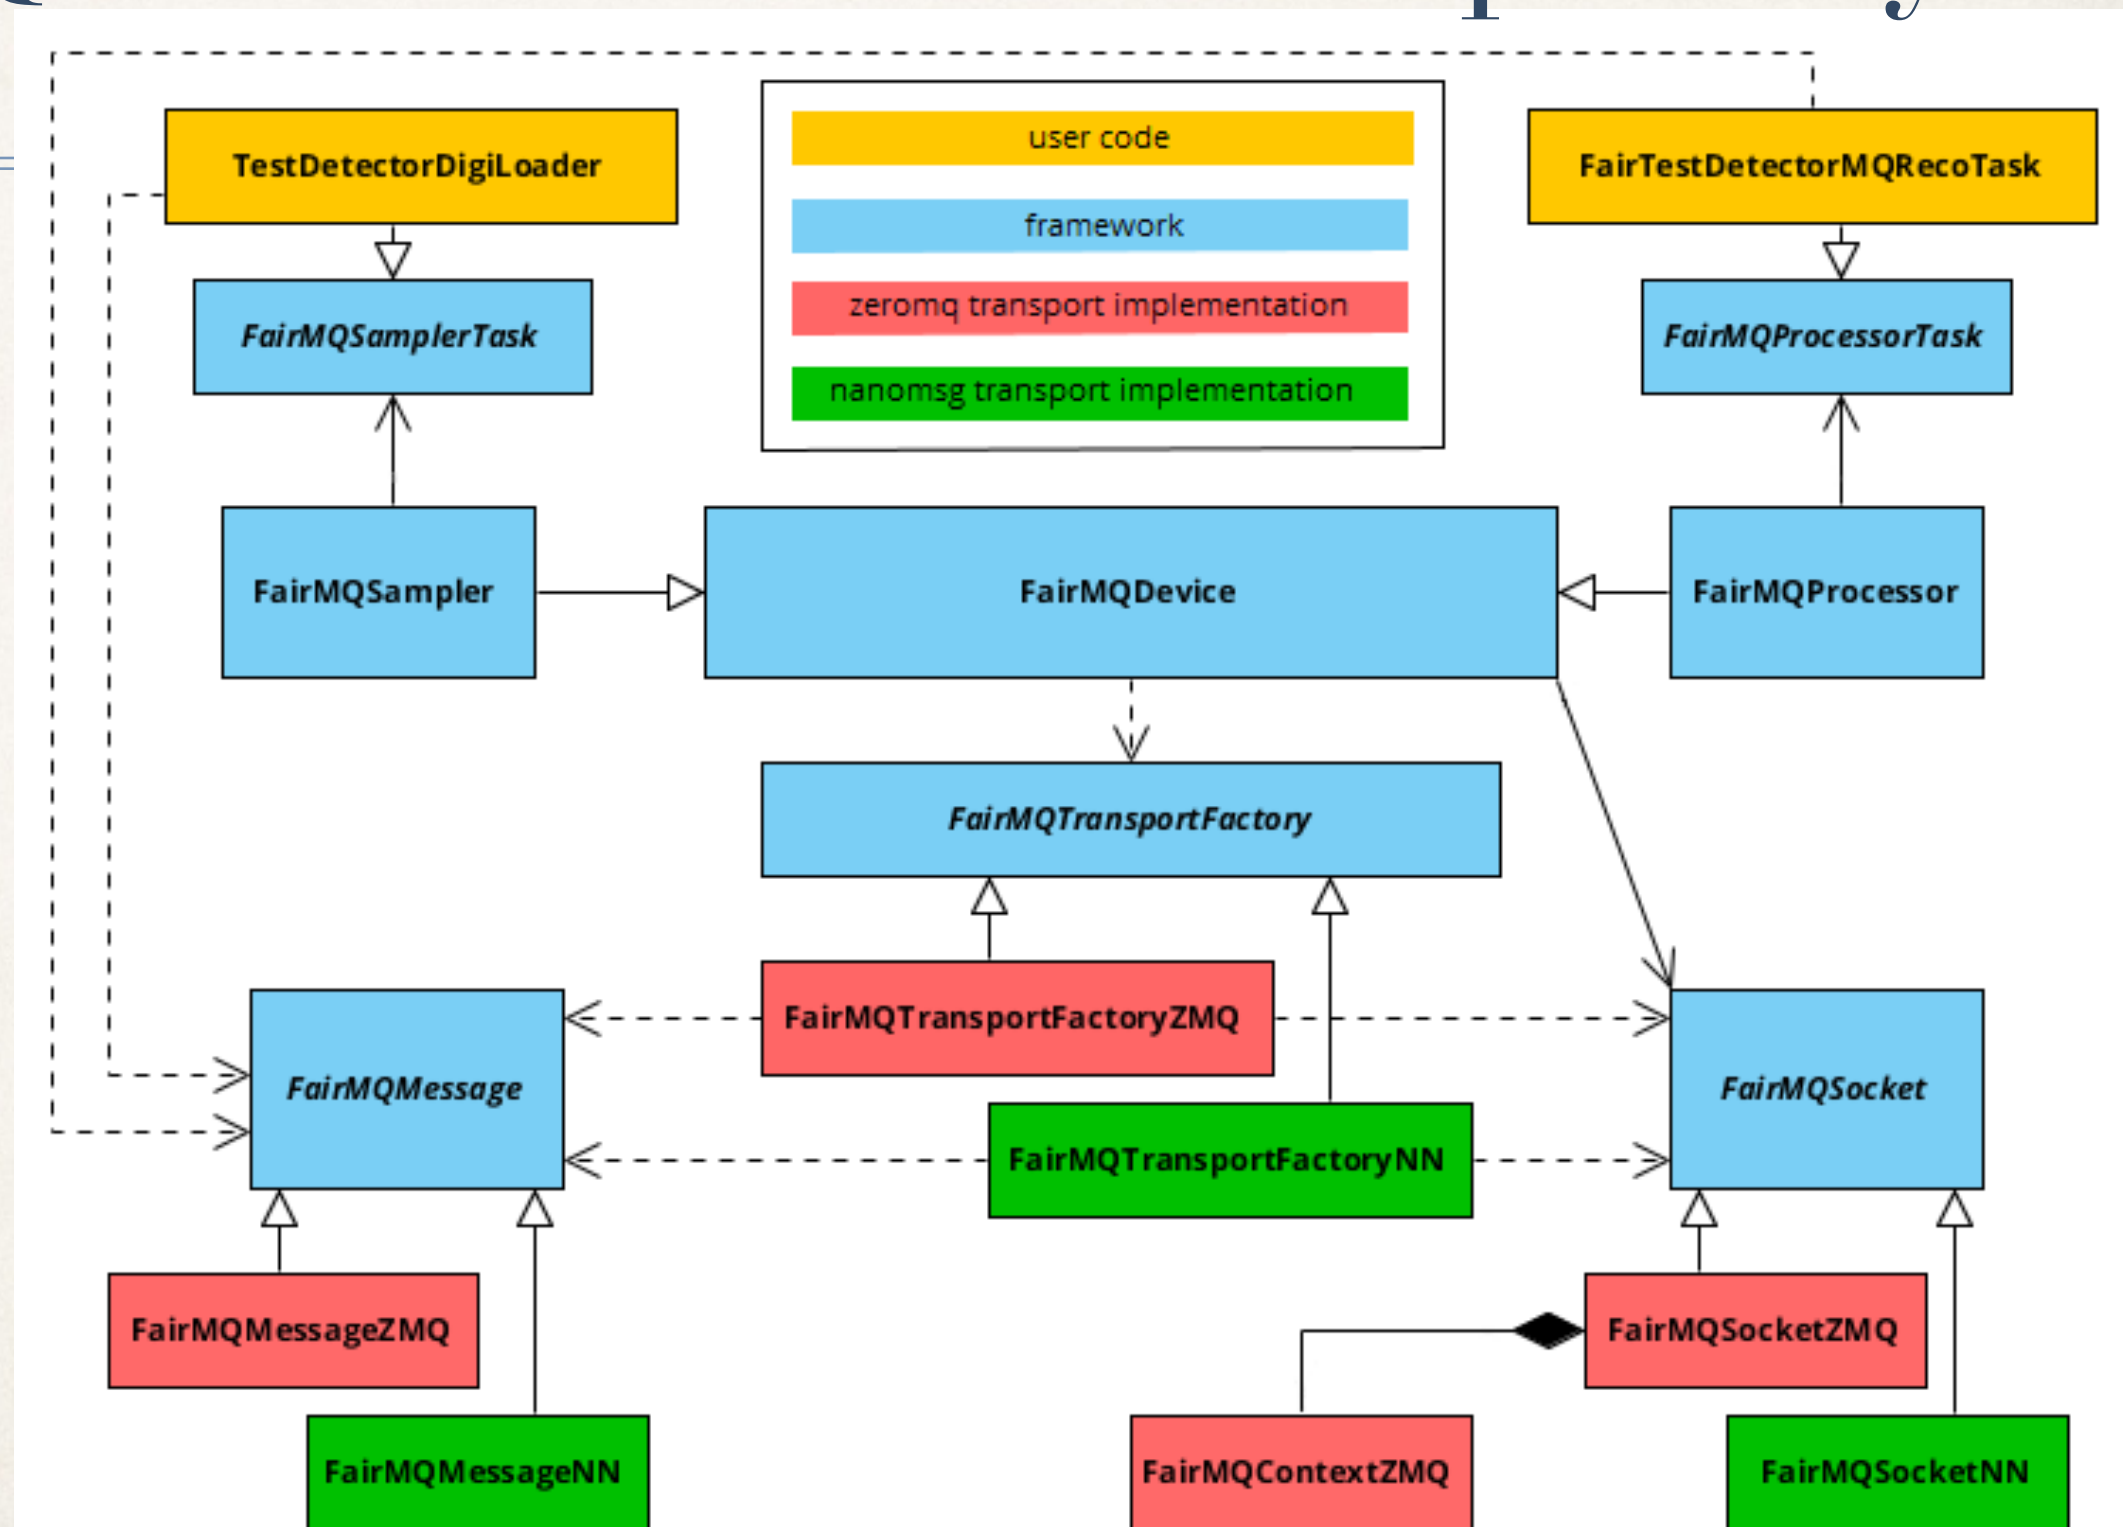 TestDetectorDigiLoader
user code
FairTestDetectorMQRecoTask
framework
FairMQSamplerTask
zeromq transport implementation
FairMQProcessorTask
nanomsg transport implementation
FairMQSampler
FairMQDevice
FairMQProcessor
FairMQTransportFactory
FairMQTransportFactoryZMQ
FairMQMessage
FairMQSocket
FairMQTransportFactoryNN
FairMQMessageZMQ
FairMQSocketZMQ
FairMQMessageNN
FairMQContextZMQ
FairMQSocketNN